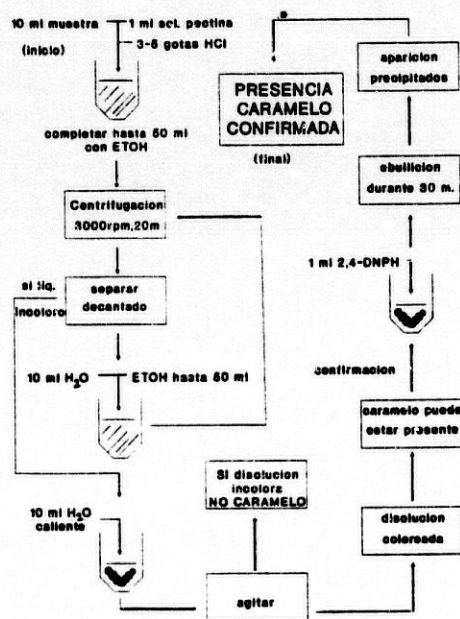 10 ml muestra
1 ml sol. pectina
3-5 gotas HCl
(inicio)
completar hasta 50 ml
con ETOH
Centrifugacion
3000rpm,20m
si liq.
incoloro
separar
decantado
10 ml H₂O
ETOH hasta 50 ml
10 ml H₂O
caliente
agitar
Si disolucion
incolora
NO CARAMELO
disolucion
coloreada
caramelo puede
estar presente
confirmacion
1 ml 2,4-DNPH
ebullicion
durante 30 m.
aparicion
precipitados
PRESENCIA
CARAMELO
CONFIRMADA
(final)